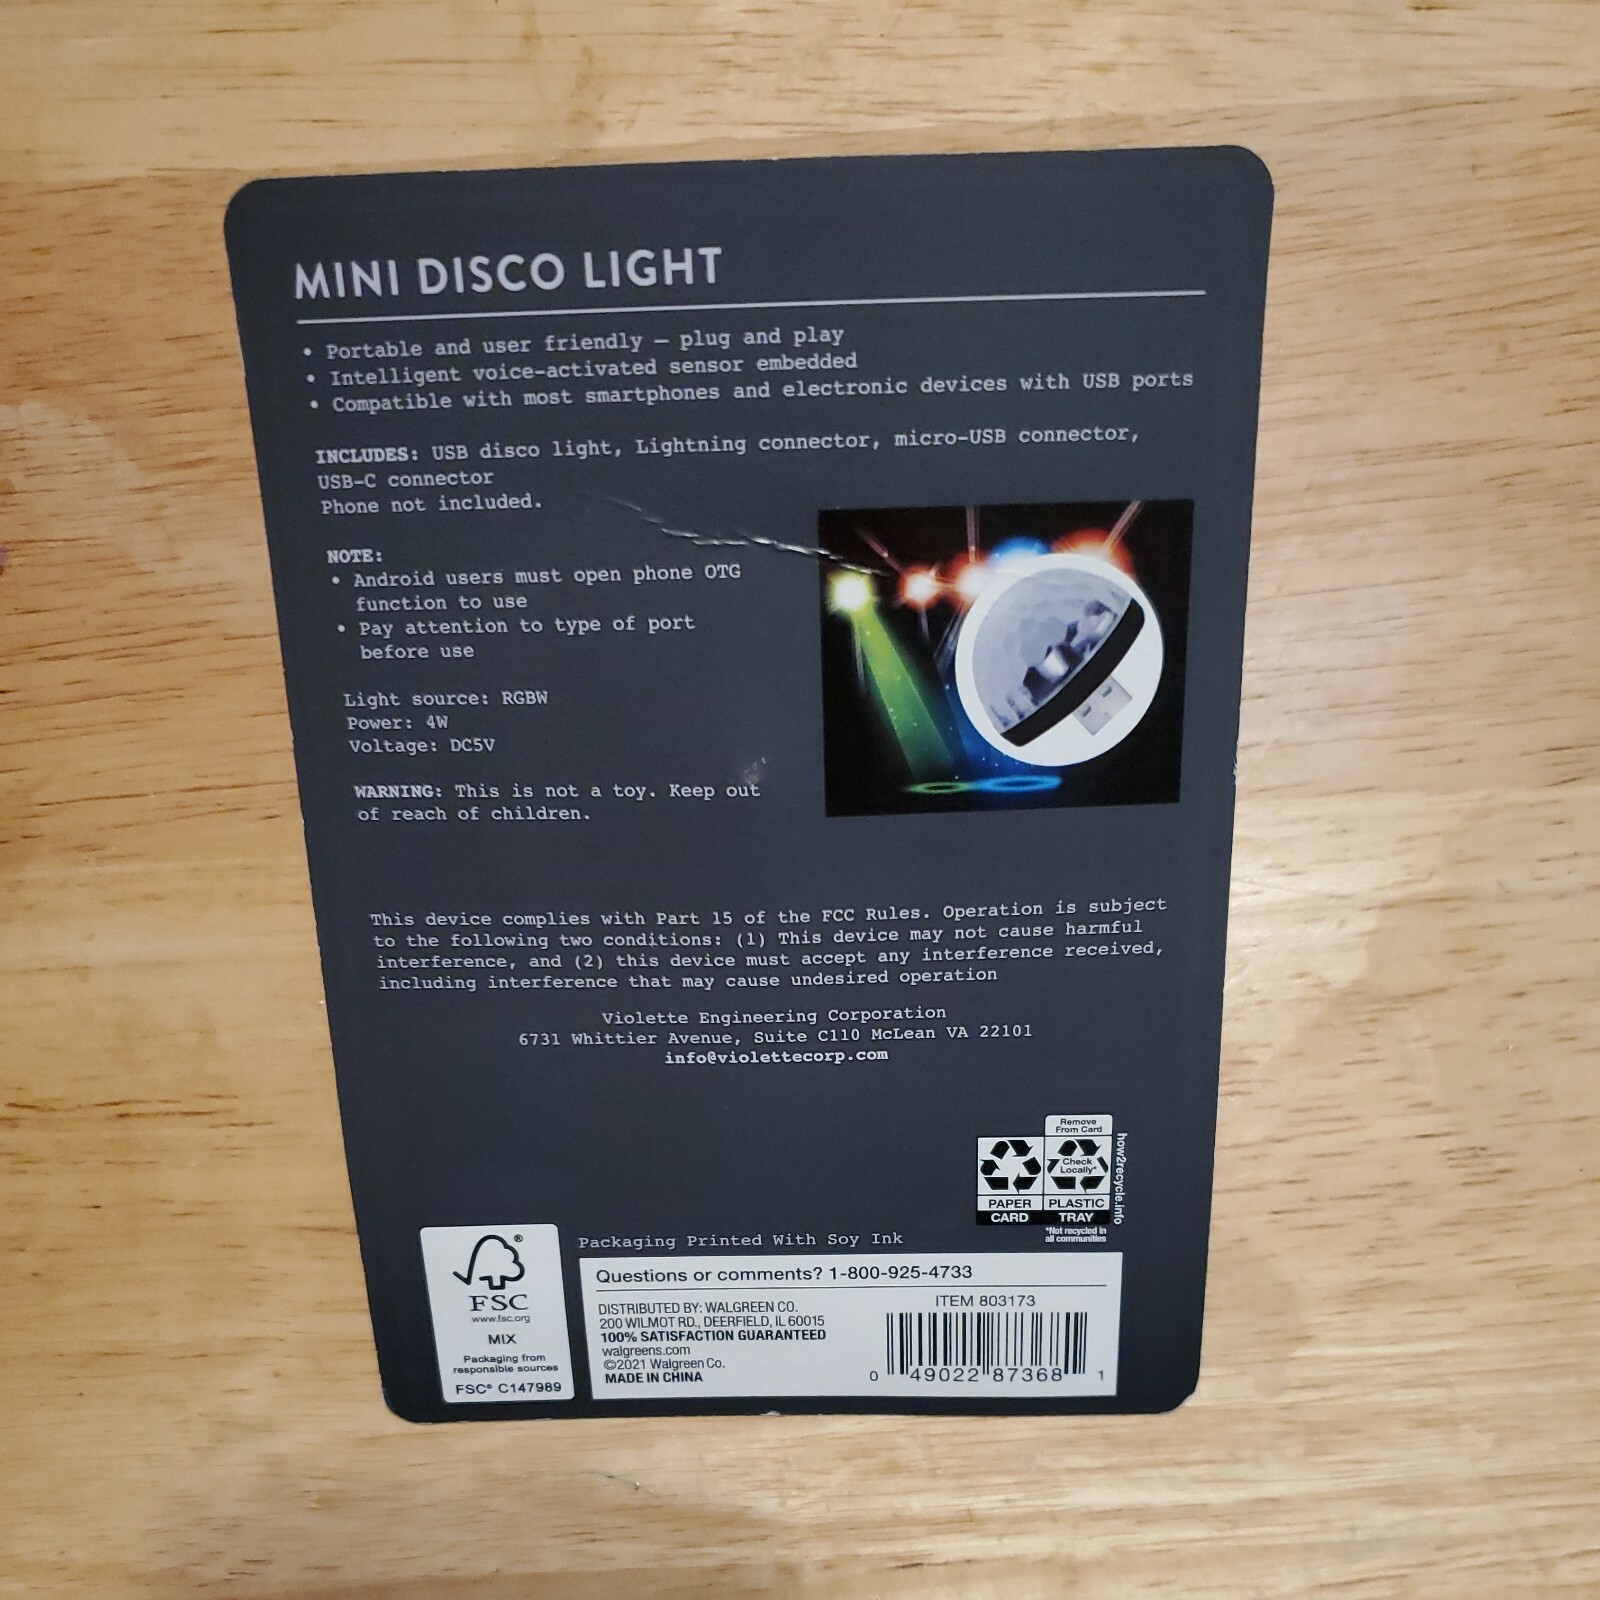 MINI DISCO LIGHT
• Portable and user friendly – plug and play
• Intelligent voice-activated sensor embedded
• Compatible with most smartphones and electronic devices with USB ports
INCLUDES: USB disco light, Lightning connector, micro-USB connector,
USB-C connector
Phone not included.
NOTE:
• Android users must open phone OTG
function to use
• Pay attention to type of port
before use
Light source: RGBW
Power: 4W
Voltage: DC5V
WARNING: This is not a toy. Keep out
of reach of children.
This device complies with Part 15 of the FCC Rules. Operation is subject
to the following two conditions: (1) This device may not cause harmful
interference, and (2) this device must accept any interference received,
including interference that may cause undesired operation
Violette Engineering Corporation
6731 Whittier Avenue, Suite C110 McLean VA 22101
info@violettecorp.com
Remove
From Card
Check
Locally*
PAPER
PLASTIC
CARD
TRAY
*Not recycled in
all communities
how2recycle.info
Packaging Printed With Soy Ink
®
FSC
www.fsc.org
MIX
Packaging from
responsible sources
FSC® C147989
Questions or comments? 1-800-925-4733
DISTRIBUTED BY: WALGREEN CO.
200 WILMOT RD., DEERFIELD, IL 60015
100% SATISFACTION GUARANTEED
walgreens.com
©2021 Walgreen Co.
MADE IN CHINA
ITEM 803173
0 49022 87368 1